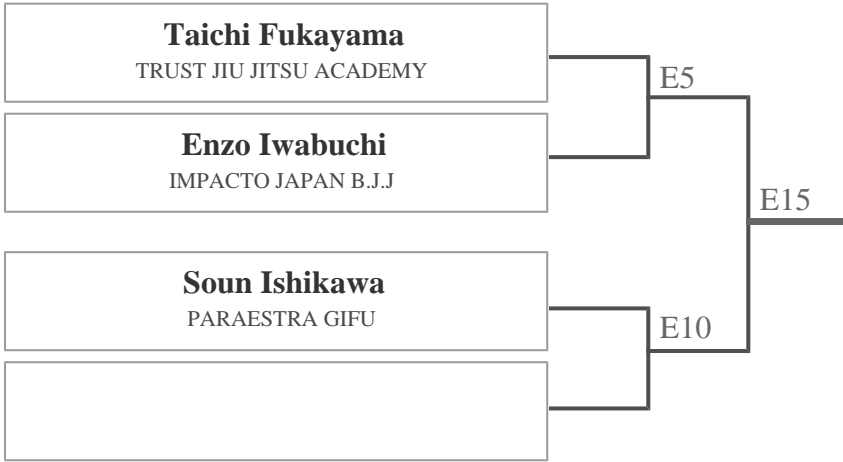 Taichi Fukayama
TRUST JIU JITSU ACADEMY
E5
Enzo Iwabuchi
IMPACTO JAPAN B.J.J
E15
Soun Ishikawa
PARAESTRA GIFU
E10